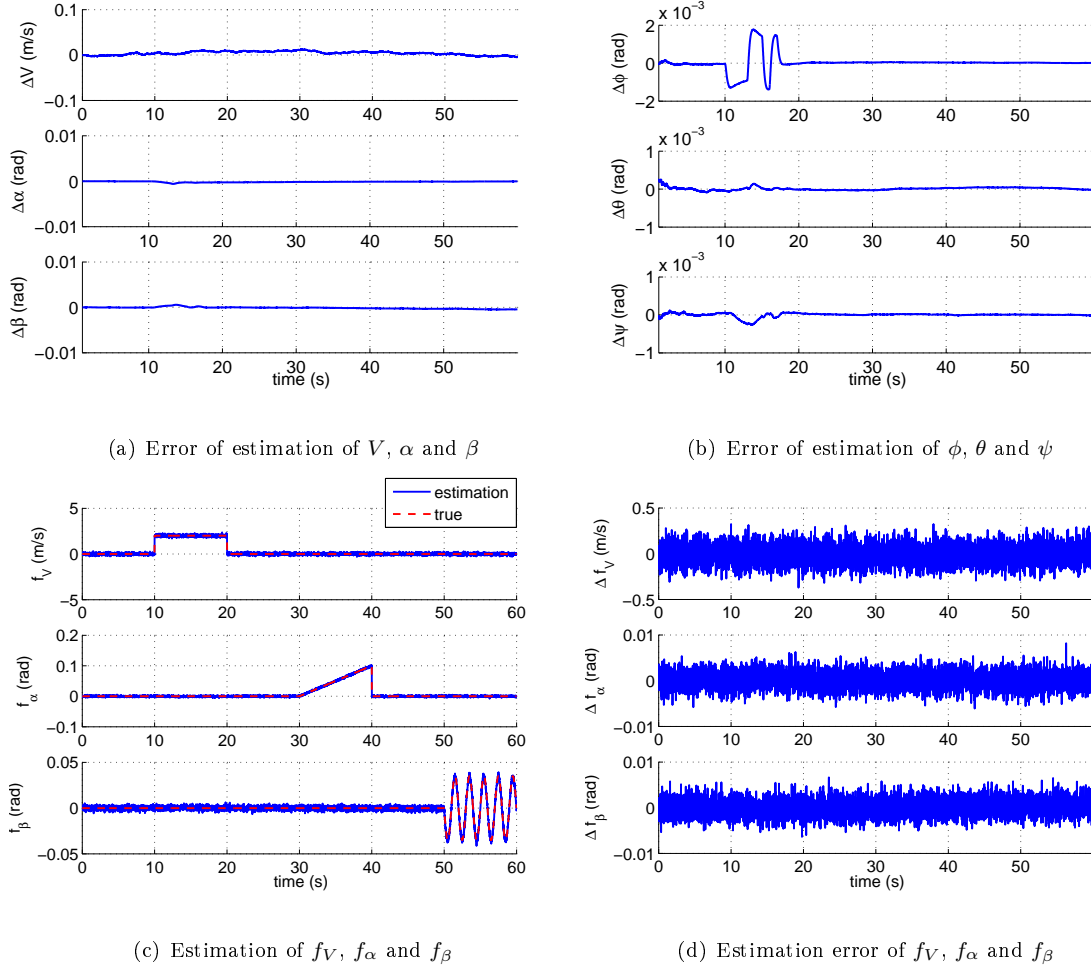 0.1
0
−0.1
ΔV (m/s)
0 10 20 30 40 50
0.01
0
−0.01
Δα (rad)
10 20 30 40 50
0.01
0
−0.01
Δβ (rad)
10 20 30 40 50
time (s)
(a) Error of estimation of V, α and β
x 10⁻³
2
0
−2
Δϕ (rad)
10 20 30 40 50
x 10⁻³
1
0
−1
Δθ (rad)
10 20 30 40 50
x 10⁻³
1
0
−1
Δψ (rad)
10 20 30 40 50
time (s)
(b) Error of estimation of ϕ, θ and ψ
estimation
true
5
0
−5
f_V (m/s)
0 10 20 30 40 50 60
0.2
0.1
0
−0.1
f_α (rad)
0 10 20 30 40 50 60
0.05
0
−0.05
f_β (rad)
0 10 20 30 40 50 60
time (s)
(c) Estimation of f_V, f_α and f_β
0.5
0
−0.5
Δ f_V (m/s)
0 10 20 30 40 50
0.01
0
−0.01
Δ f_α (rad)
0 10 20 30 40 50
0.01
0
−0.01
Δ f_β (rad)
0 10 20 30 40 50
time (s)
(d) Estimation error of f_V, f_α and f_β